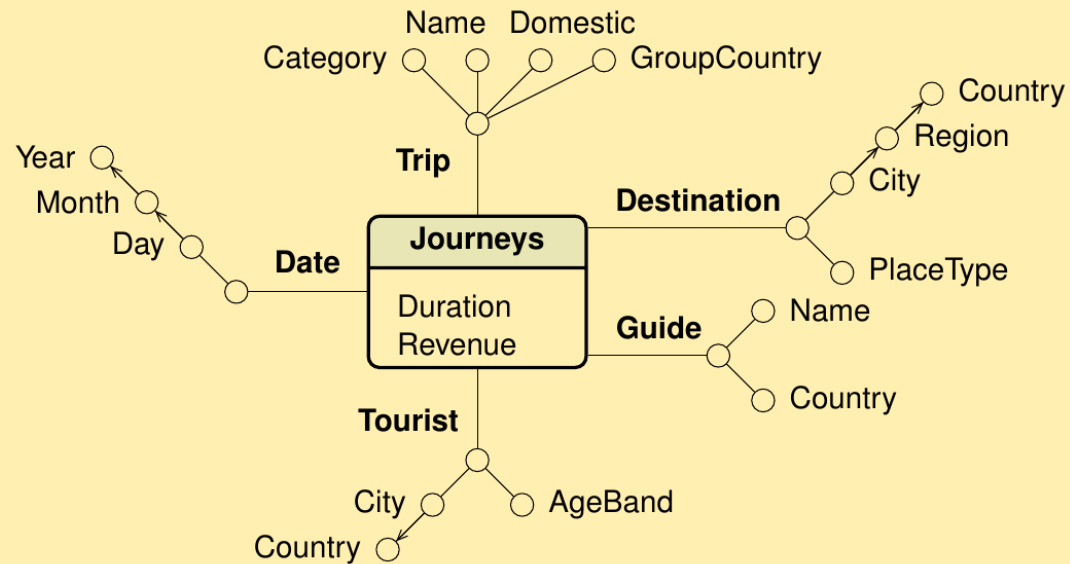 Name Domestic
Category GroupCountry
Country
Region
Year
Trip
City
Month
Destination
Journeys
Day
Date
PlaceType
Duration
Name
Guide
Revenue
Country
Tourist
City AgeBand
Country